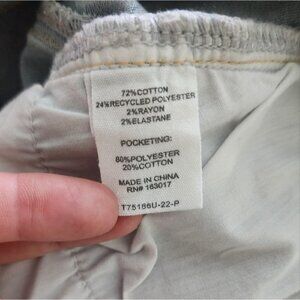 72%COTTON
24%RECYCLED POLYESTER
2%RAYON
2%ELASTANE
POCKETING:
80%POLYESTER
20%COTTON
MADE IN CHINA
RN# 163017
T75186U-22-P